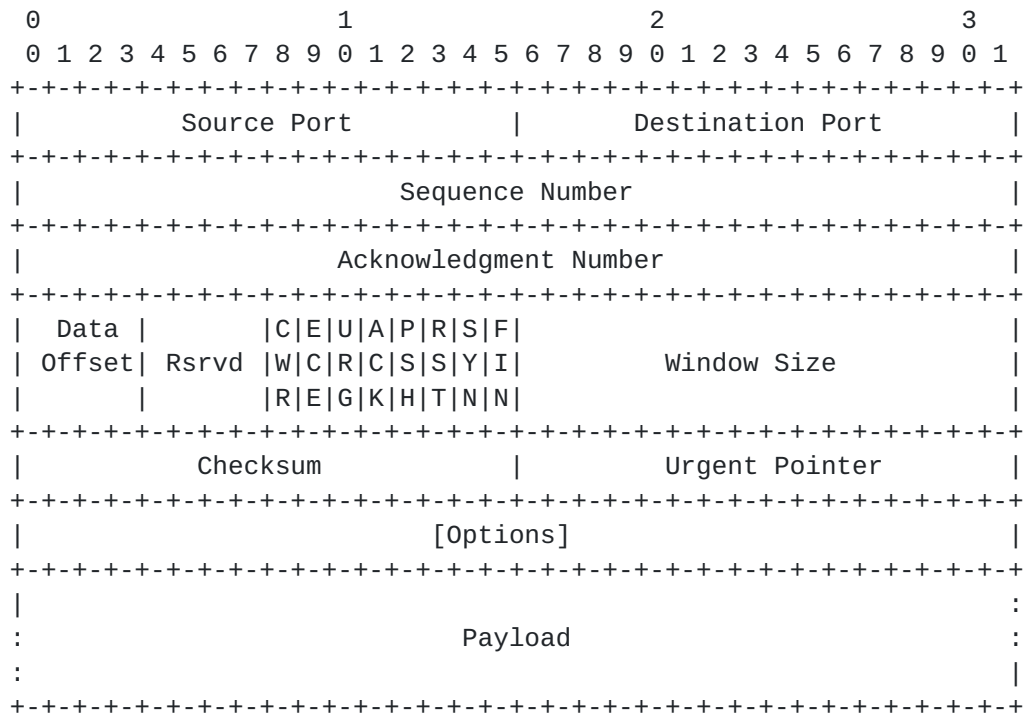 0                   1                   2                   3
 0 1 2 3 4 5 6 7 8 9 0 1 2 3 4 5 6 7 8 9 0 1 2 3 4 5 6 7 8 9 0 1
+-+-+-+-+-+-+-+-+-+-+-+-+-+-+-+-+-+-+-+-+-+-+-+-+-+-+-+-+-+-+-+-+
|          Source Port          |       Destination Port        |
+-+-+-+-+-+-+-+-+-+-+-+-+-+-+-+-+-+-+-+-+-+-+-+-+-+-+-+-+-+-+-+-+
|                        Sequence Number                        |
+-+-+-+-+-+-+-+-+-+-+-+-+-+-+-+-+-+-+-+-+-+-+-+-+-+-+-+-+-+-+-+-+
|                    Acknowledgment Number                      |
+-+-+-+-+-+-+-+-+-+-+-+-+-+-+-+-+-+-+-+-+-+-+-+-+-+-+-+-+-+-+-+-+
|  Data |       |C|E|U|A|P|R|S|F|                               |
| Offset| Rsrvd |W|C|R|C|S|S|Y|I|         Window Size           |
|       |       |R|E|G|K|H|T|N|N|                               |
+-+-+-+-+-+-+-+-+-+-+-+-+-+-+-+-+-+-+-+-+-+-+-+-+-+-+-+-+-+-+-+-+
|           Checksum            |         Urgent Pointer        |
+-+-+-+-+-+-+-+-+-+-+-+-+-+-+-+-+-+-+-+-+-+-+-+-+-+-+-+-+-+-+-+-+
|                          [Options]                            |
+-+-+-+-+-+-+-+-+-+-+-+-+-+-+-+-+-+-+-+-+-+-+-+-+-+-+-+-+-+-+-+-+
|                                                               :
:                            Payload                            :
:                                                               |
+-+-+-+-+-+-+-+-+-+-+-+-+-+-+-+-+-+-+-+-+-+-+-+-+-+-+-+-+-+-+-+-+